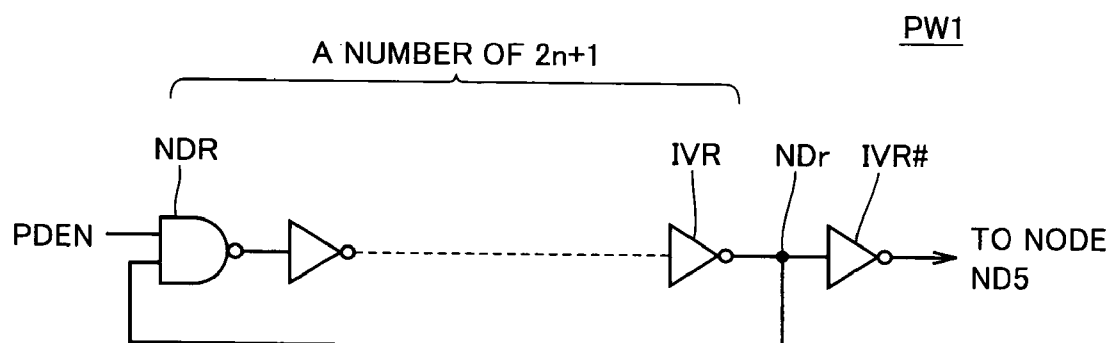 PW1
A NUMBER OF 2n+1
NDR
IVR
NDr
IVR#
PDEN
TO NODE
ND5